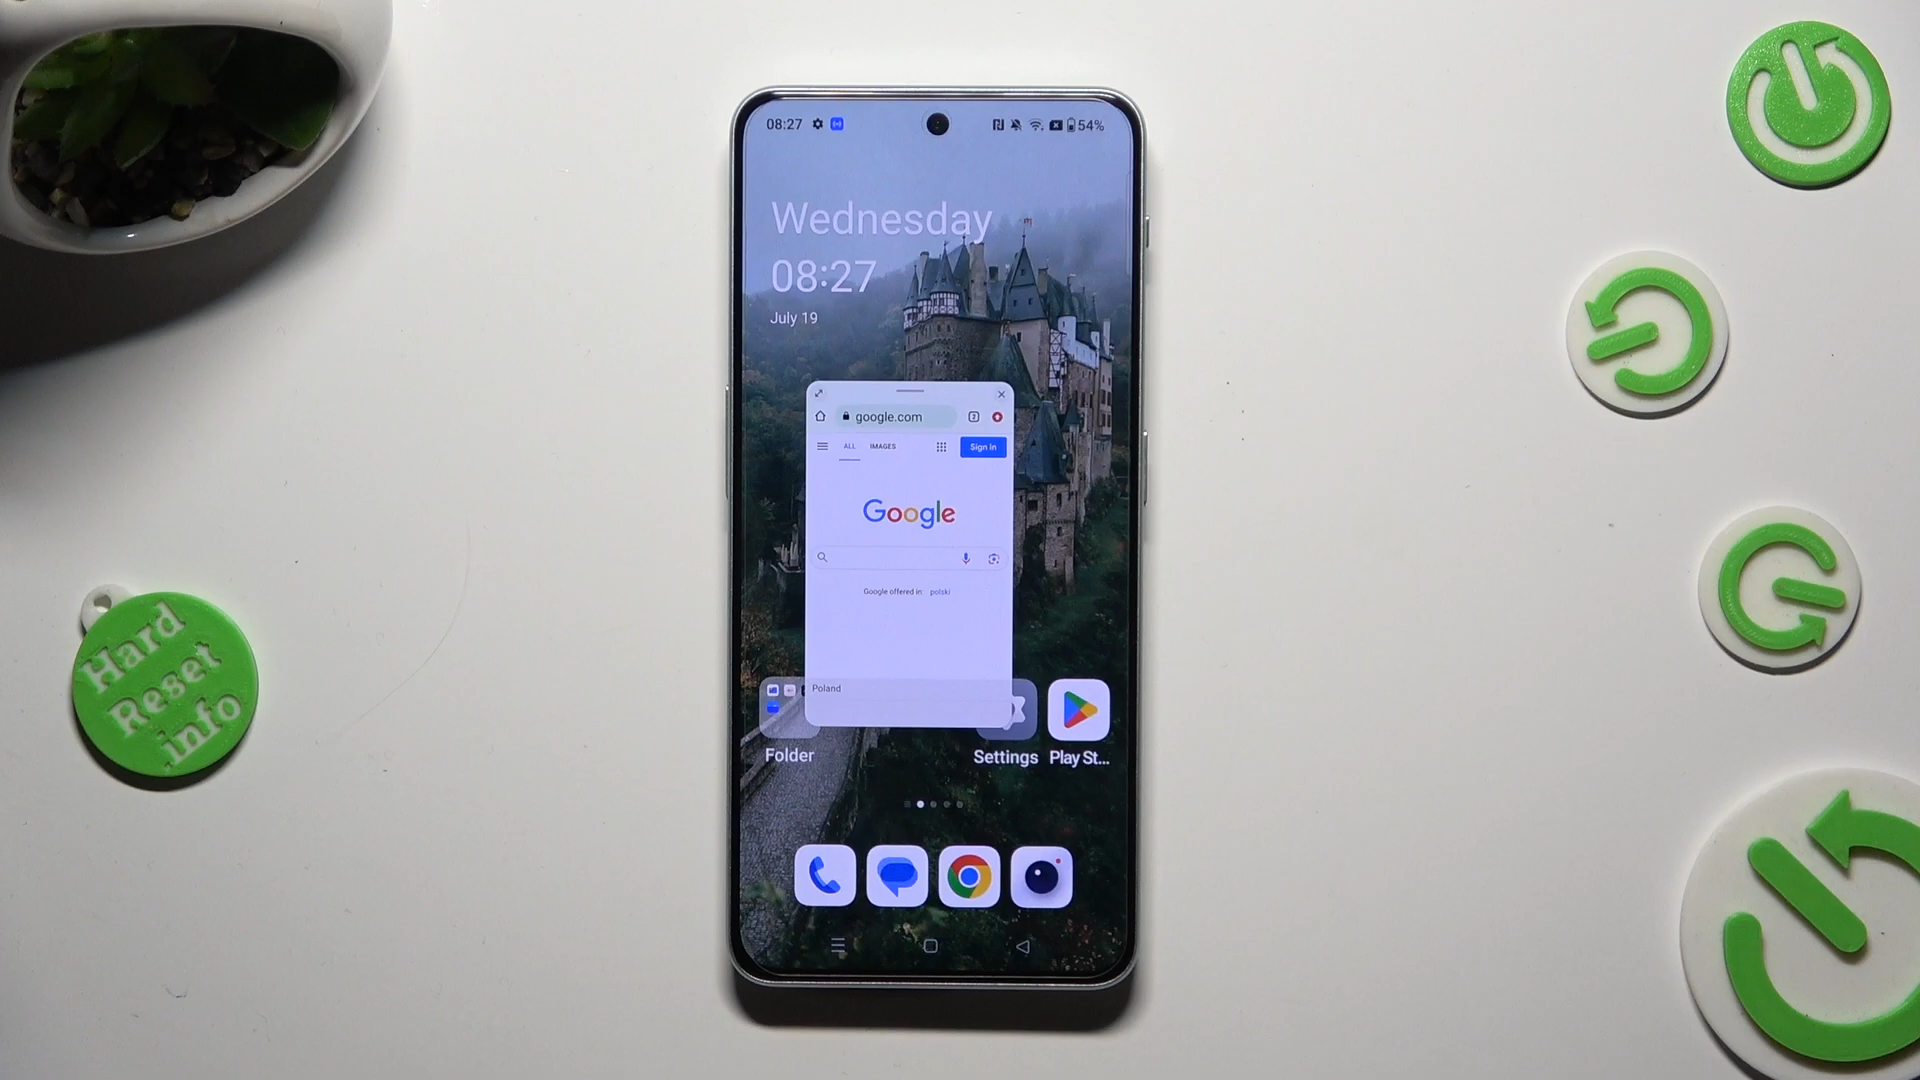 08:27
54%
Wednesday
08:27
July 19
google.com
2
ALL IMAGES
Sign in
Google
Google offered in: polski
Poland
Folder
Settings
Play St...
Hard
Reset
.info